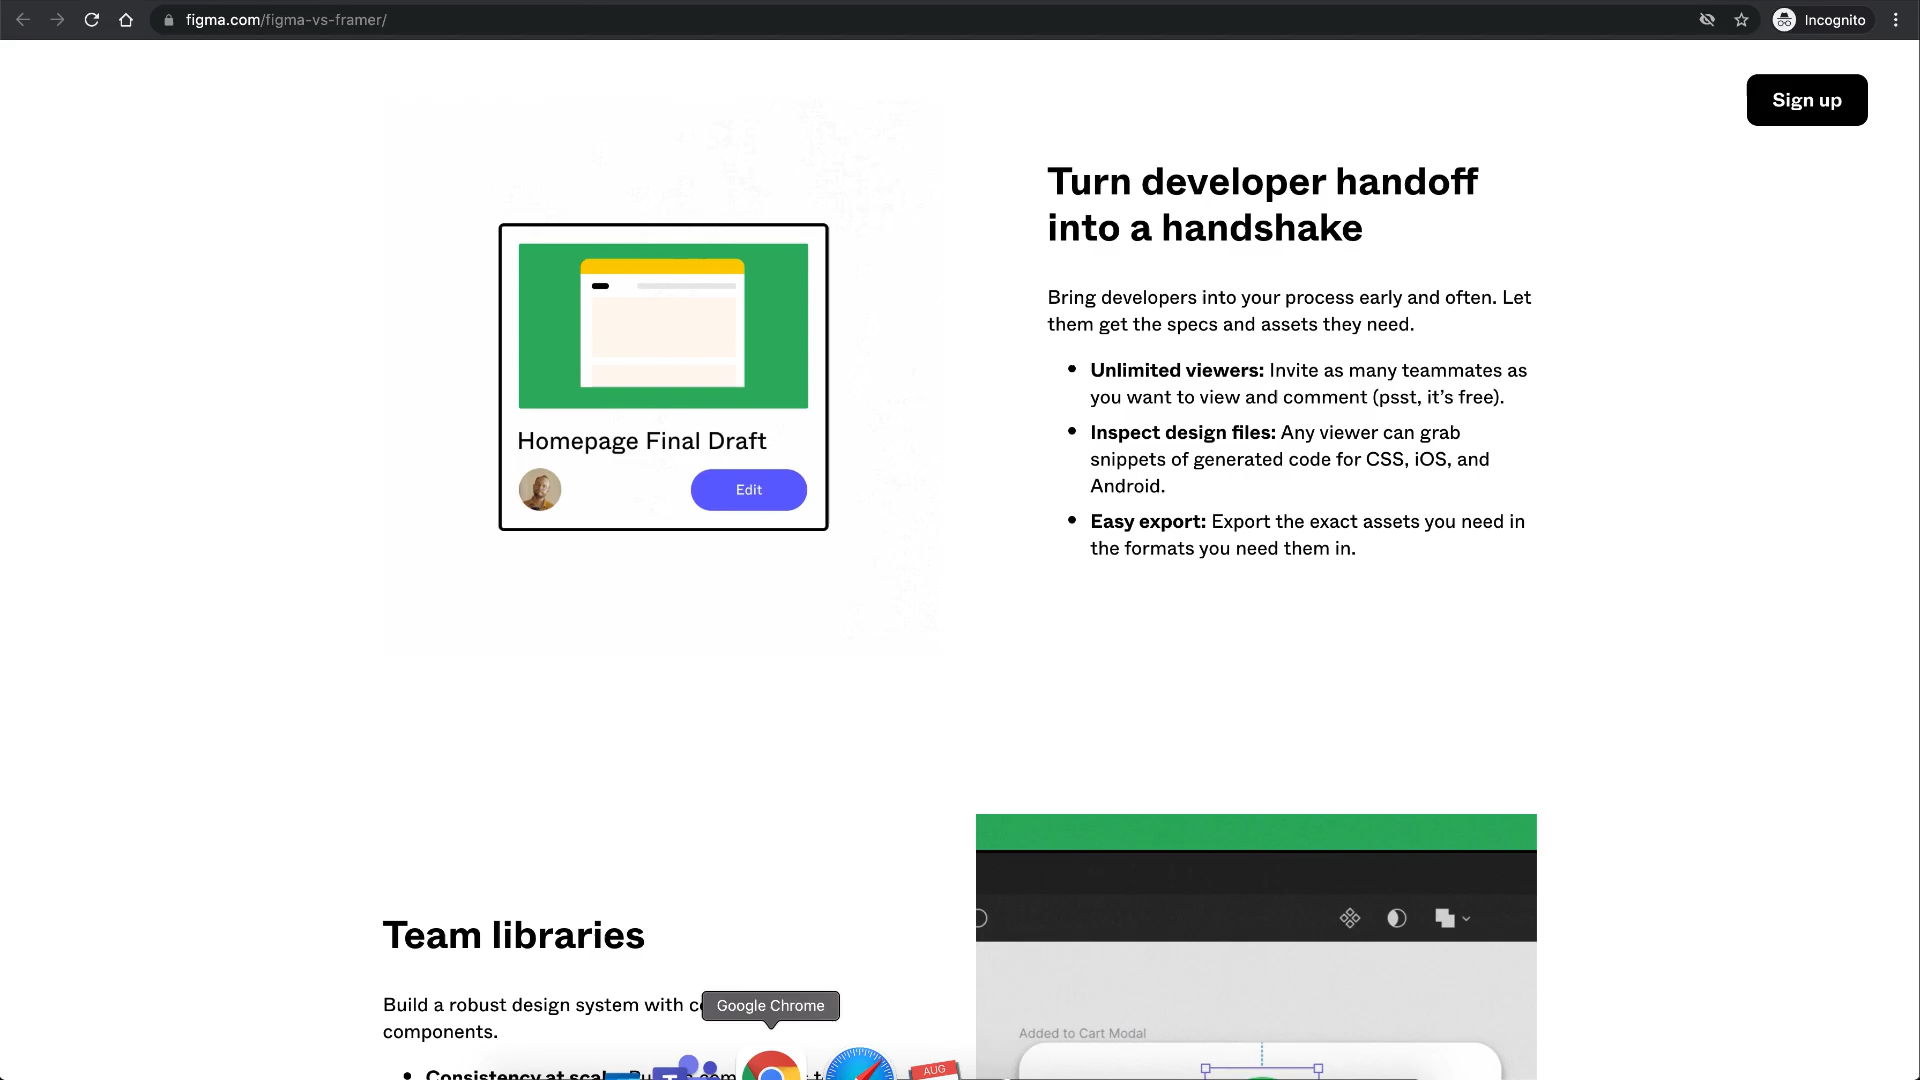 figma.com/figma-vs-framer/
Incognito
Sign up
Turn developer handoff
into a handshake
Bring developers into your process early and often. Let
them get the specs and assets they need.
• Unlimited viewers: Invite as many teammates as
you want to view and comment (psst, it’s free).
• Inspect design files: Any viewer can grab
snippets of generated code for CSS, iOS, and
Android.
• Easy export: Export the exact assets you need in
the formats you need them in.
Homepage Final Draft
Edit
Team libraries
Build a robust design system with
components.
Google Chrome
• Consistency at
AUG
Added to Cart Modal